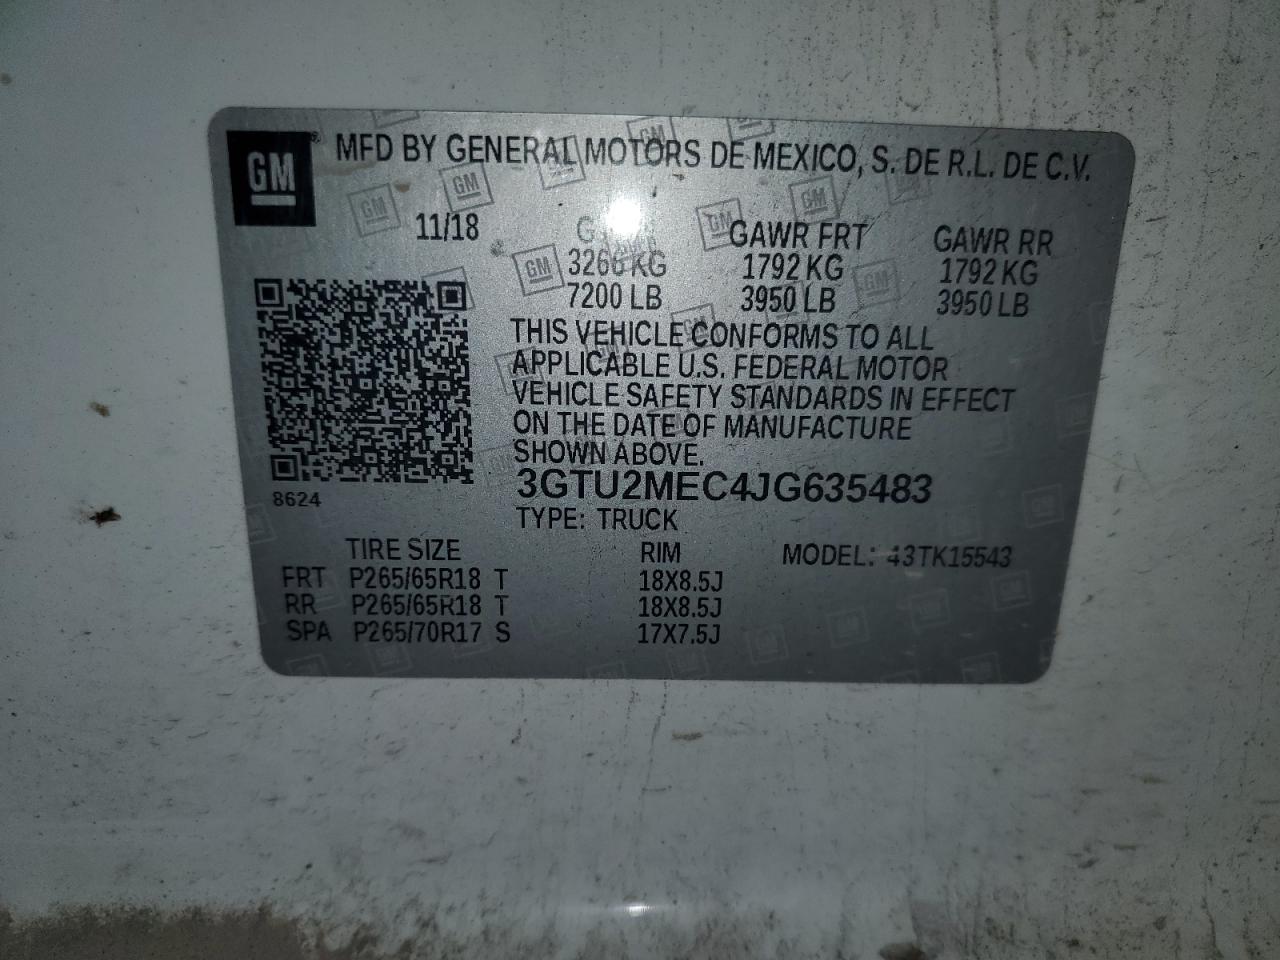 GM MFD BY GENERAL MOTORS DE MEXICO, S. DE R.L. DE C.V.
11/18 GAWR FRT GAWR RR
3266 KG 1792 KG 1792 KG
7200 LB 3950 LB 3950 LB
THIS VEHICLE CONFORMS TO ALL
APPLICABLE U.S. FEDERAL MOTOR
VEHICLE SAFETY STANDARDS IN EFFECT
ON THE DATE OF MANUFACTURE
SHOWN ABOVE.
3GTU2MEC4JG635483
8624
TYPE: TRUCK
TIRE SIZE RIM MODEL: 43TK15543
FRT P265/65R18 T 18X8.5J
RR P265/65R18 T 18X8.5J
SPA P265/70R17 S 17X7.5J